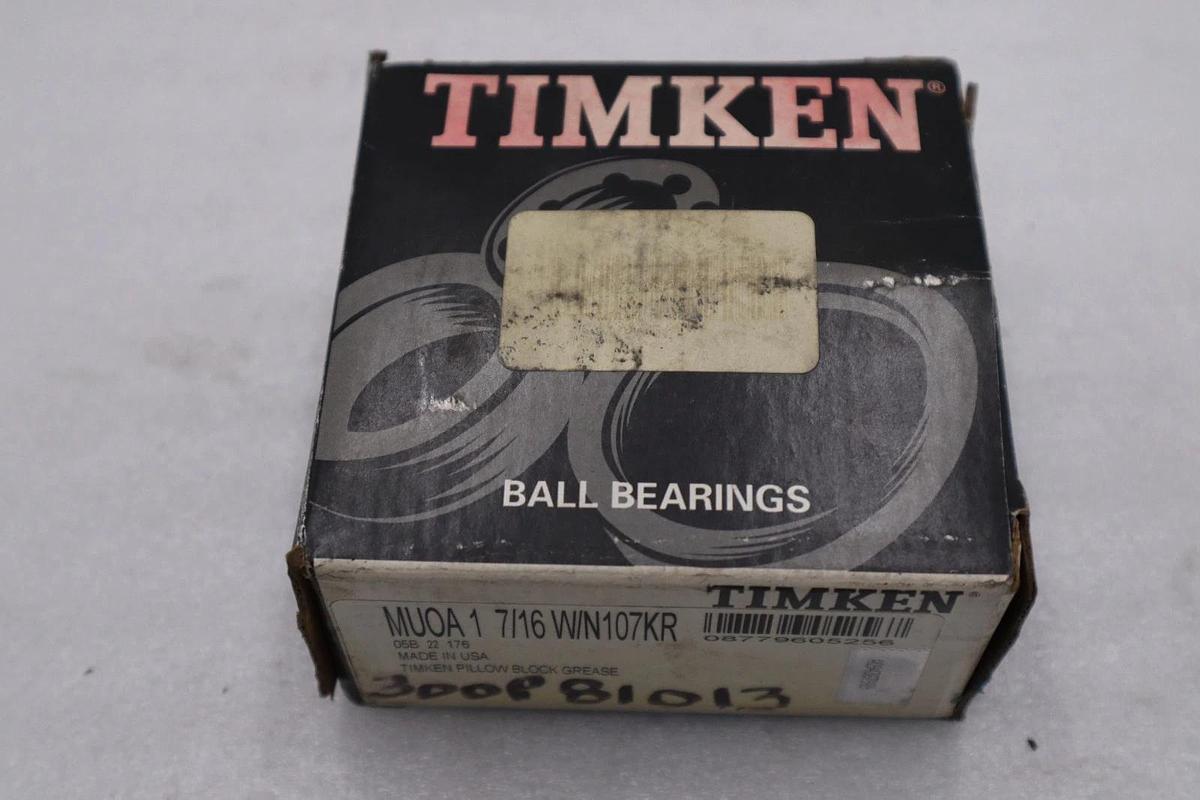 TIMKEN®
BALL BEARINGS
TIMKEN®
MUOA 1 7/16 W/N107KR
05B 22 176
08779605256
MADE IN USA
TIMKEN PILLOW BLOCK GREASE
300P81013